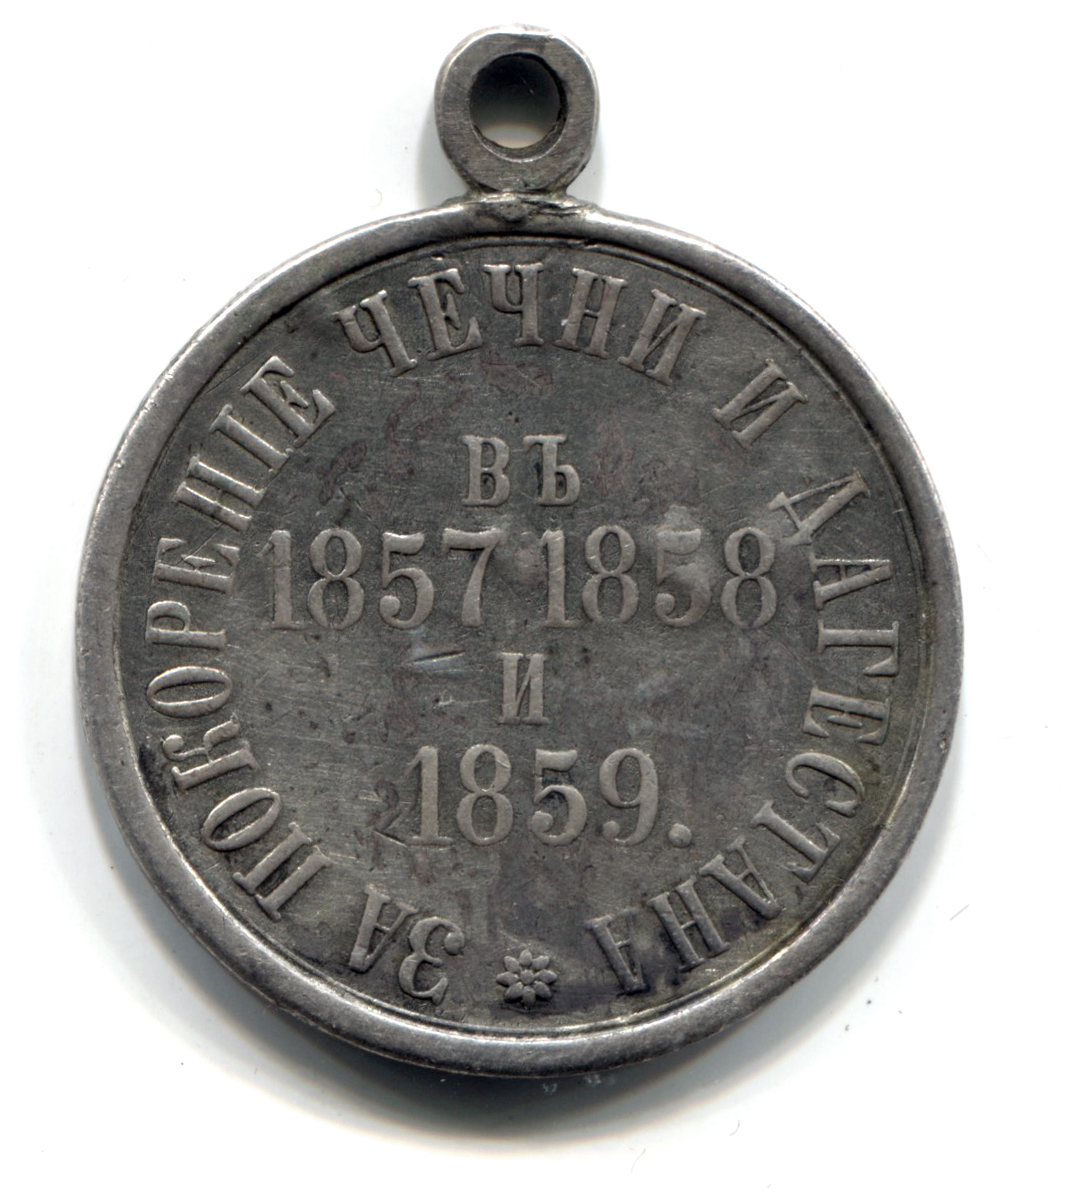 ЗА ПОКОРЕНІЕ ЧЕЧНИ И ДАГЕСТАНА
ВЪ
1857 1858
И
1859.